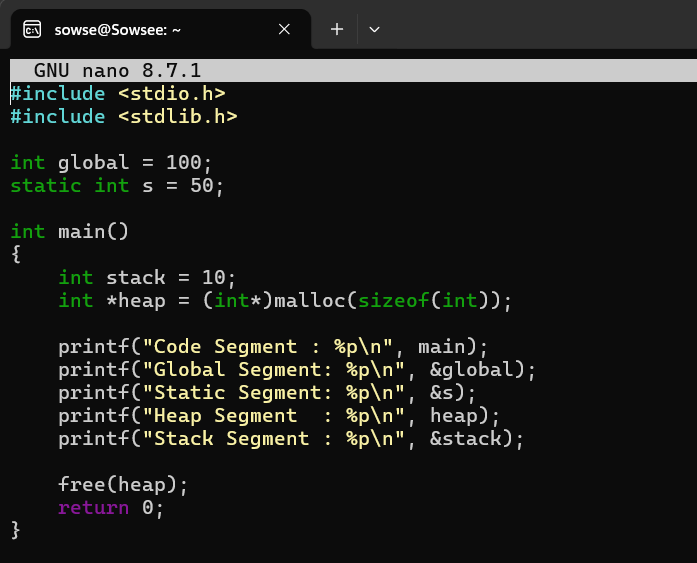 sowse@Sowsee: ~
GNU nano 8.7.1
#include <stdio.h>
#include <stdlib.h>

int global = 100;
static int s = 50;

int main()
{
    int stack = 10;
    int *heap = (int*)malloc(sizeof(int));

    printf("Code Segment : %p\n", main);
    printf("Global Segment: %p\n", &global);
    printf("Static Segment: %p\n", &s);
    printf("Heap Segment  : %p\n", heap);
    printf("Stack Segment : %p\n", &stack);

    free(heap);
    return 0;
}